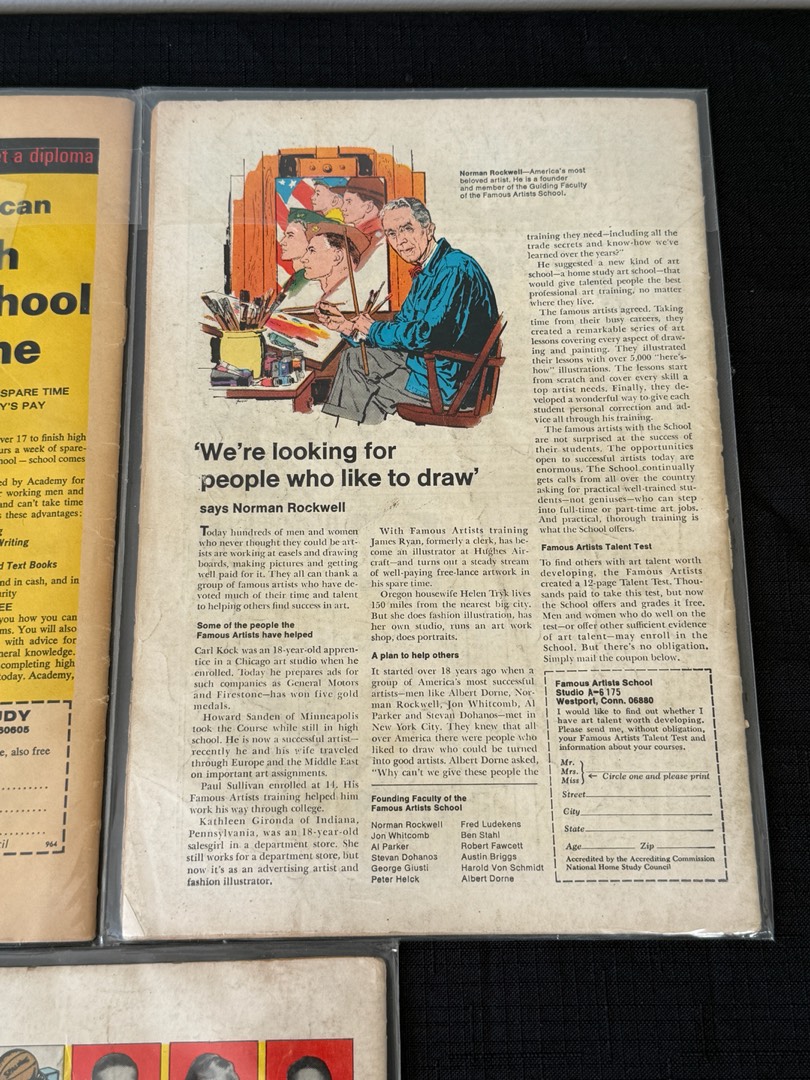 t a diploma
can
h
hool
ne
SPARE TIME
Y'S PAY
ver 17 to finish high
urs a week of spare-
nool — school comes
ed by Academy for
working men and
and can't take time
these advantages:
Writing
d Text Books
nd in cash, and in
rity
EE
you how you can
ms. You will also
with advice for
neral knowledge.
completing high
today. Academy,
UDY
60605
e, also free
il 964
Norman Rockwell—America's most
beloved artist. He is a founder
and member of the Guiding Faculty
of the Famous Artists School.
'We're looking for
people who like to draw'
says Norman Rockwell
Today hundreds of men and women
who never thought they could be art-
ists are working at easels and drawing
boards, making pictures and getting
well paid for it. They all can thank a
group of famous artists who have de-
voted much of their time and talent
to helping others find success in art.
Some of the people the
Famous Artists have helped
Carl Kock was an 18-year-old appren-
tice in a Chicago art studio when he
enrolled. Today he prepares ads for
such companies as General Motors
and Firestone—has won five gold
medals.
Howard Sanden of Minneapolis
took the Course while still in high
school. He is now a successful artist—
recently he and his wife traveled
through Europe and the Middle East
on important art assignments.
Paul Sullivan enrolled at 14. His
Famous Artists training helped him
work his way through college.
Kathleen Gironda of Indiana,
Pennsylvania, was an 18-year-old
salesgirl in a department store. She
still works for a department store, but
now it's as an advertising artist and
fashion illustrator.
With Famous Artists training
James Ryan, formerly a clerk, has be-
come an illustrator at Hughes Air-
craft—and turns out a steady stream
of well-paying free-lance artwork in
his spare time.
Oregon housewife Helen Tryk lives
150 miles from the nearest big city.
But she does fashion illustration, has
her own studio, runs an art work
shop, does portraits.
A plan to help others
It started over 18 years ago when a
group of America's most successful
artists—men like Albert Dorne, Nor-
man Rockwell, Jon Whitcomb, Al
Parker and Stevan Dohanos—met in
New York City. They knew that all
over America there were people who
liked to draw who could be turned
into good artists. Albert Dorne asked,
"Why can't we give these people the
Founding Faculty of the
Famous Artists School
Norman Rockwell Fred Ludekens
Jon Whitcomb Ben Stahl
Al Parker Robert Fawcett
Stevan Dohanos Austin Briggs
George Giusti Harold Von Schmidt
Peter Helck Albert Dorne
training they need—including all the
trade secrets and know-how we've
learned over the years?"
He suggested a new kind of art
school—a home study art school—that
would give talented people the best
professional art training, no matter
where they live.
The famous artists agreed. Taking
time from their busy careers, they
created a remarkable series of art
lessons covering every aspect of draw-
ing and painting. They illustrated
their lessons with over 5,000 "here's-
how" illustrations. The lessons start
from scratch and cover every skill a
top artist needs. Finally, they de-
veloped a wonderful way to give each
student personal correction and ad-
vice all through his training.
The famous artists with the School
are not surprised at the success of
their students. The opportunities
open to successful artists today are
enormous. The School continually
gets calls from all over the country
asking for practical well-trained stu-
dents—not geniuses—who can step
into full-time or part-time art jobs.
And practical, thorough training is
what the School offers.
Famous Artists Talent Test
To find others with art talent worth
developing, the Famous Artists
created a 12-page Talent Test. Thou-
sands paid to take this test, but now
the School offers and grades it free.
Men and women who do well on the
test—or offer other sufficient evidence
of art talent—may enroll in the
School. But there's no obligation.
Simply mail the coupon below.
Famous Artists School
Studio A-6175
Westport, Conn. 06880
I would like to find out whether I
have art talent worth developing.
Please send me, without obligation,
your Famous Artists Talent Test and
information about your courses.
Mr.
Mrs. ← Circle one and please print
Miss
Street
City
State
Age Zip
Accredited by the Accrediting Commission
National Home Study Council
SPALDING